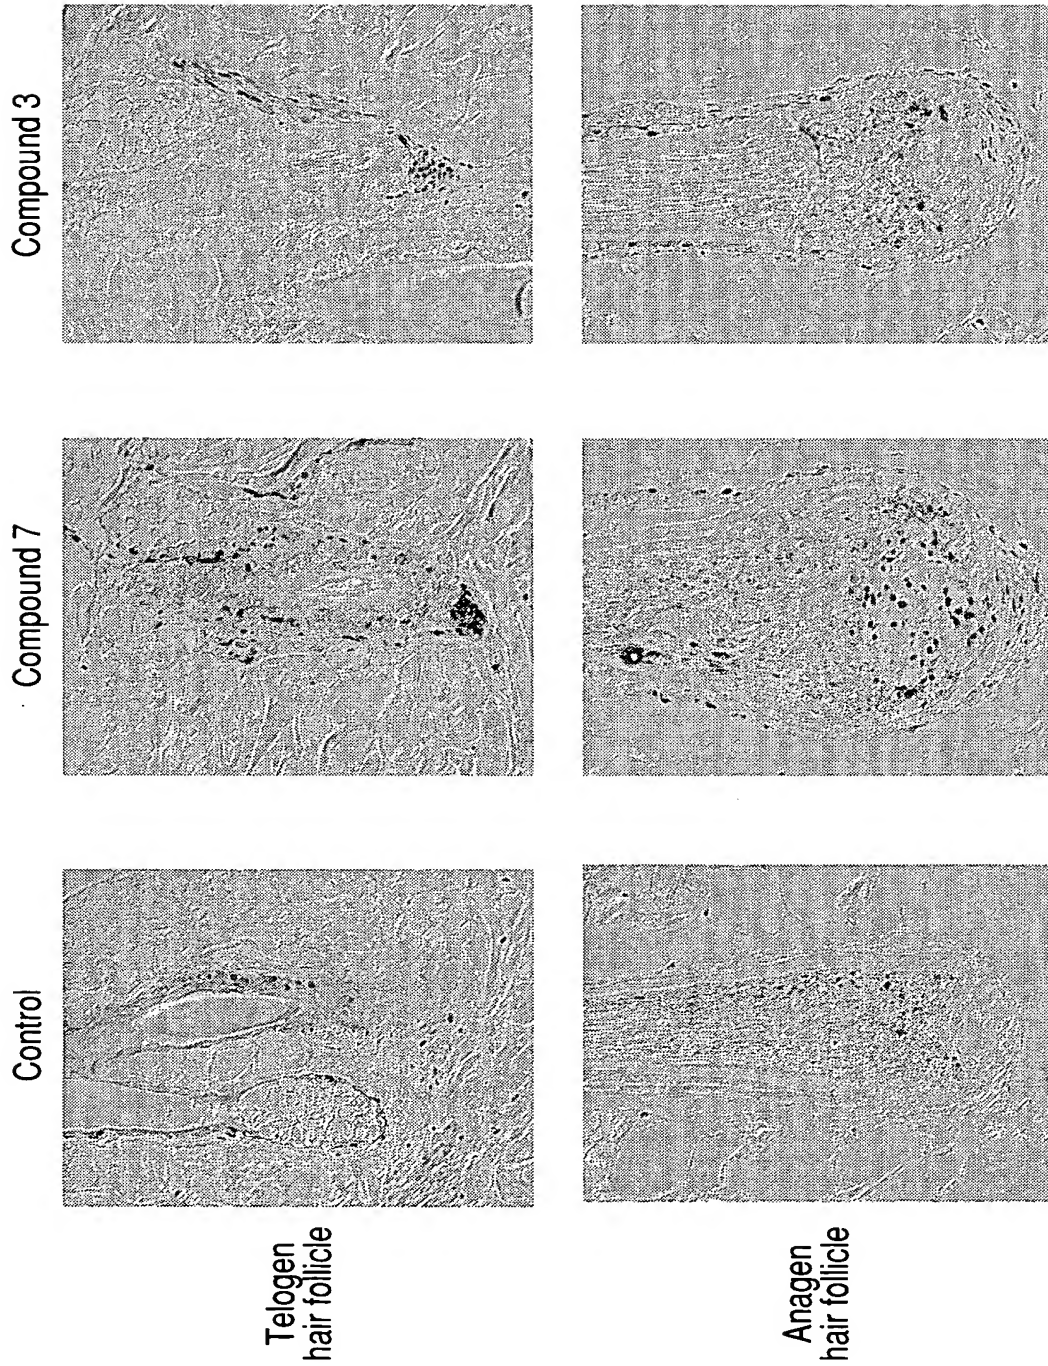 Control
Compound 7
Compound 3
Telogen
hair follicle
Anagen
hair follicle